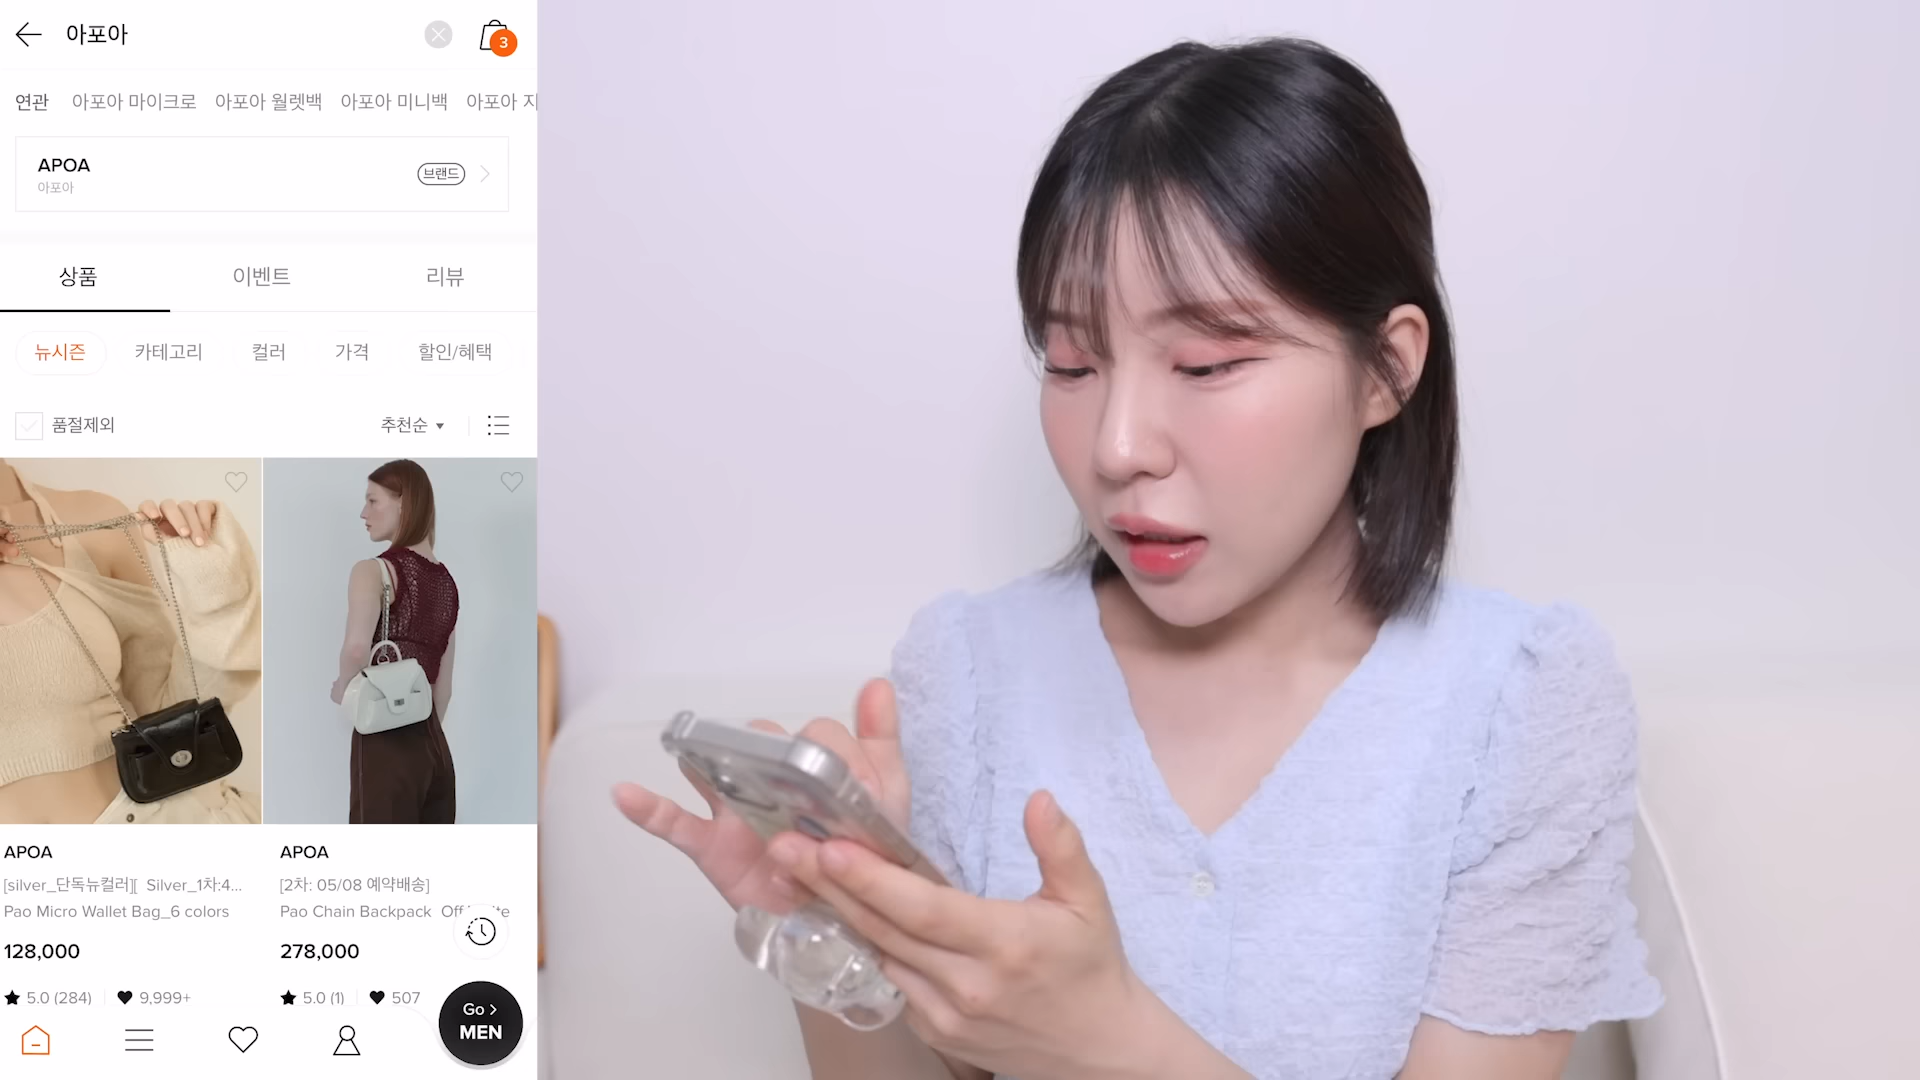 아포아
3
연관 아포아 마이크로 아포아 월렛백 아포아 미니백 아포아 지
APOA
아포아
브랜드
상품 이벤트 리뷰
뉴시즌 카테고리 컬러 가격 할인/혜택
품절제외
추천순
APOA
[silver_단독뉴컬러][ Silver_1차:4...
Pao Micro Wallet Bag_6 colors
128,000
5.0 (284) 9,999+
APOA
[2차: 05/08 예약배송]
Pao Chain Backpack
278,000
5.0 (1) 507
Go >
MEN